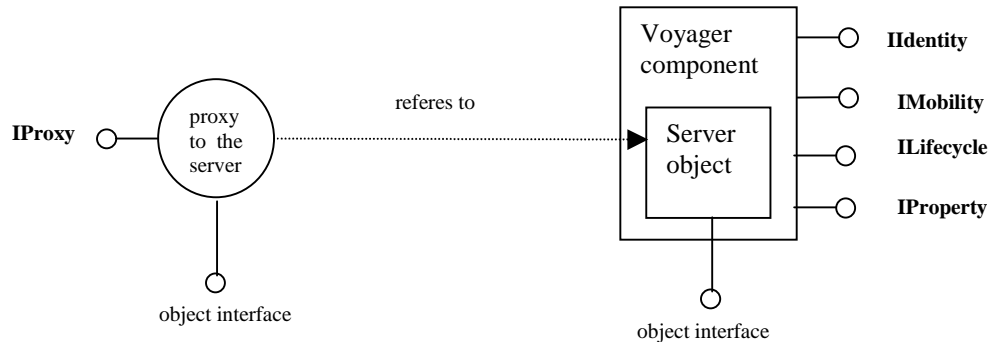 IProxy
proxy
to the
server
object interface
referes to
Voyager
component
Server
object
object interface
IIdentity
IMobility
ILifecycle
IProperty